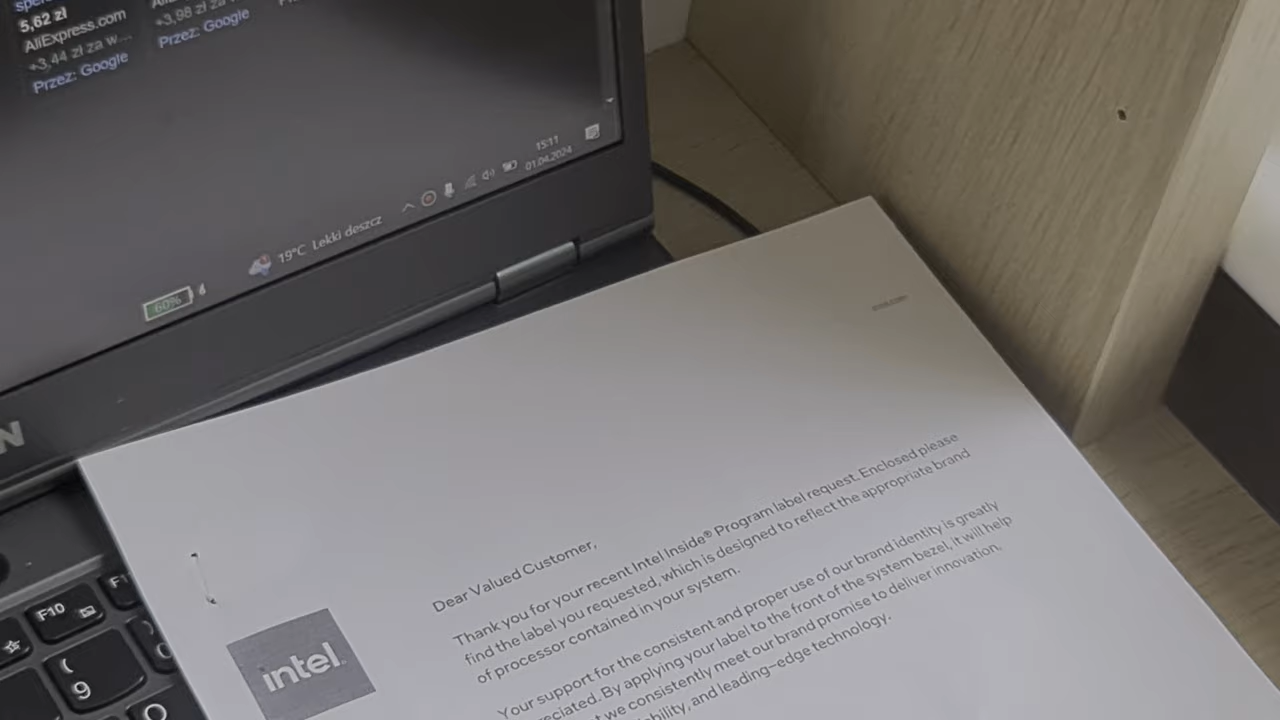 5,62 zł
AliExpress.com
+3,44 zł za w...
Przez: Google
+3,98 zł za w
Przez: Google
15:11
01.04.2024
19°C Lekki deszcz
60%
N
F10
(
9
O
intel.
Dear Valued Customer,
Thank you for your recent Intel Inside® Program label request. Enclosed please
find the label you requested, which is designed to reflect the appropriate brand
of processor contained in your system.
Your support for the consistent and proper use of our brand identity is greatly
reciated. By applying your label to the front of the system bezel, it will help
t we consistently meet our brand promise to deliver innovation,
bility, and leading-edge technology.